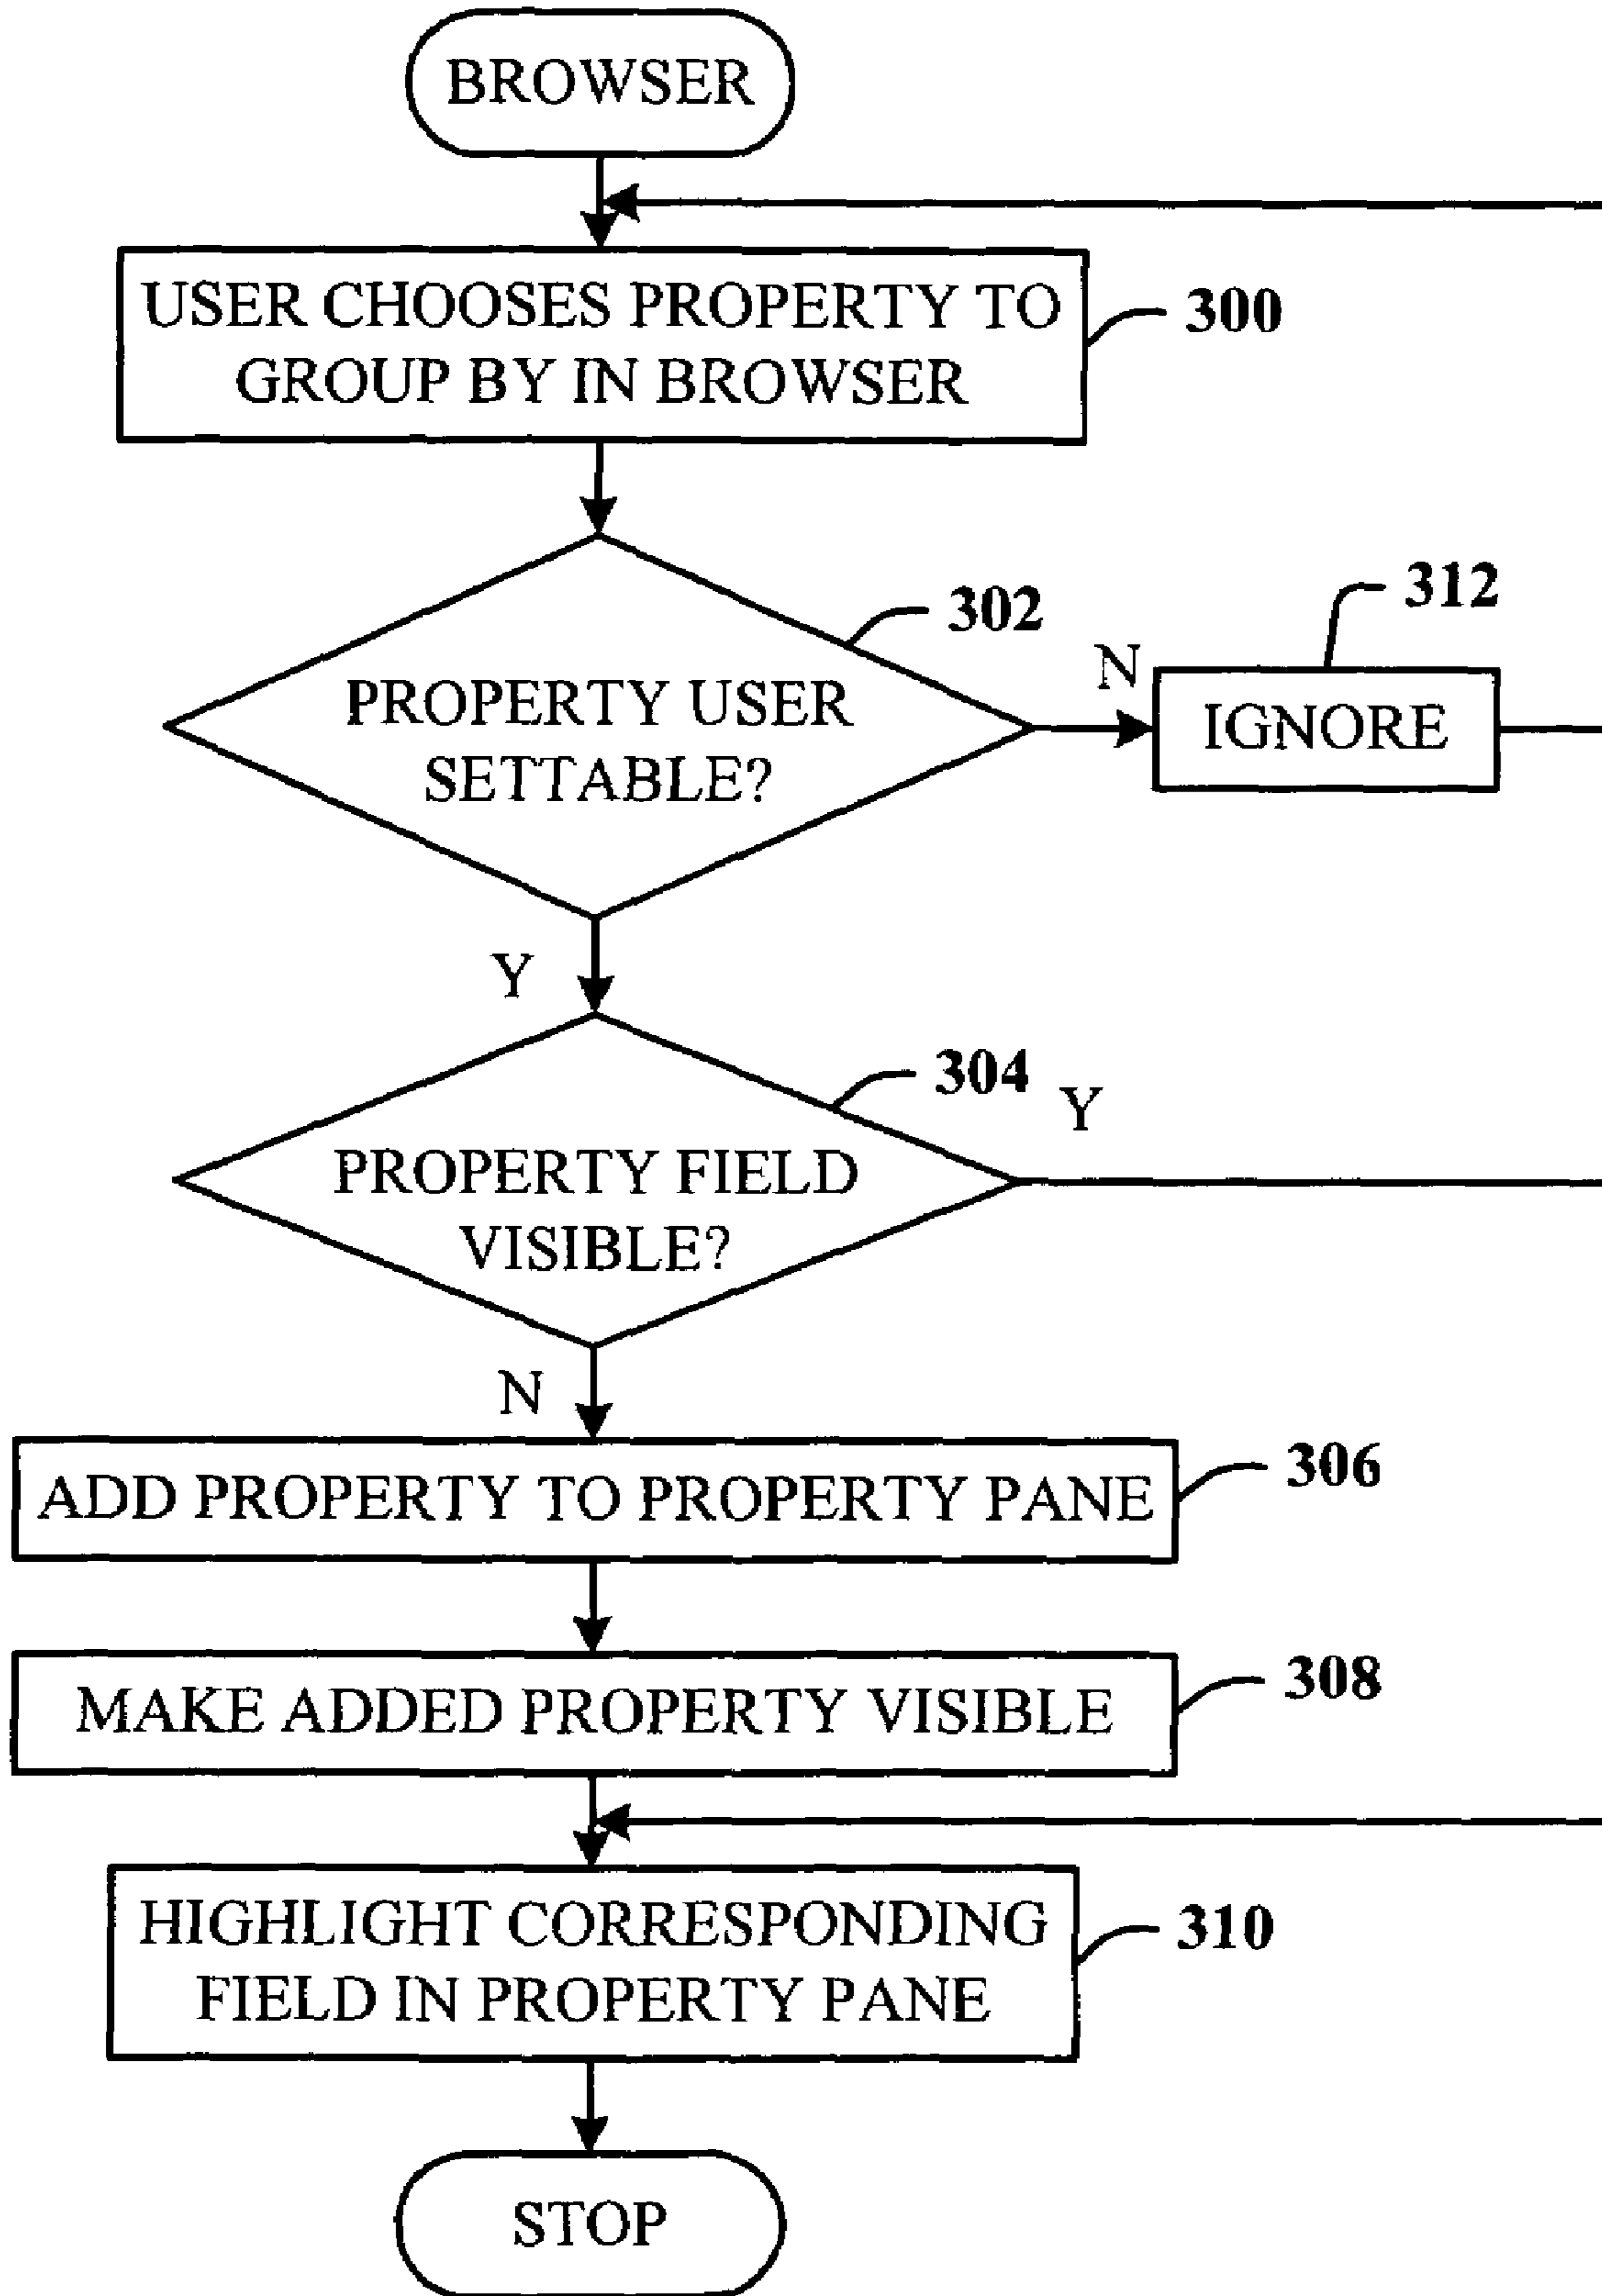 BROWSER
USER CHOOSES PROPERTY TO
GROUP BY IN BROWSER
300
302
PROPERTY USER
SETTABLE?
N
312
IGNORE
Y
304
PROPERTY FIELD
VISIBLE?
Y
N
ADD PROPERTY TO PROPERTY PANE
306
MAKE ADDED PROPERTY VISIBLE
308
HIGHLIGHT CORRESPONDING
FIELD IN PROPERTY PANE
310
STOP